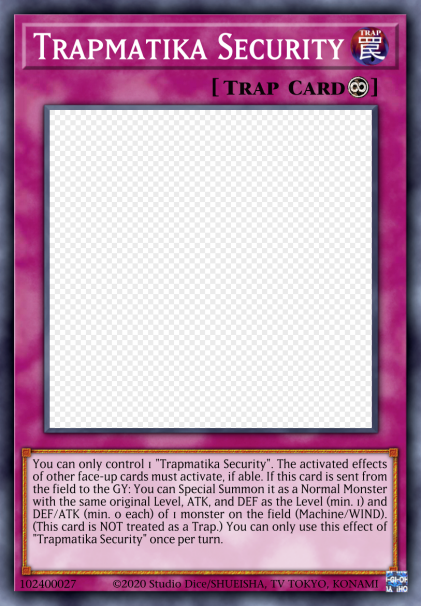 TRAPMATIKA SECURITY
TRAP
罠
[ TRAP CARD ]
You can only control 1 "Trapmatika Security". The activated effects
of other face-up cards must activate, if able. If this card is sent from
the field to the GY: You can Special Summon it as a Normal Monster
with the same original Level, ATK, and DEF as the Level (min. 1) and
DEF/ATK (min. 0 each) of 1 monster on the field (Machine/WIND).
(This card is NOT treated as a Trap.) You can only use this effect of
"Trapmatika Security" once per turn.
102400027 ©2020 Studio Dice/SHUEISHA, TV TOKYO, KONAMI